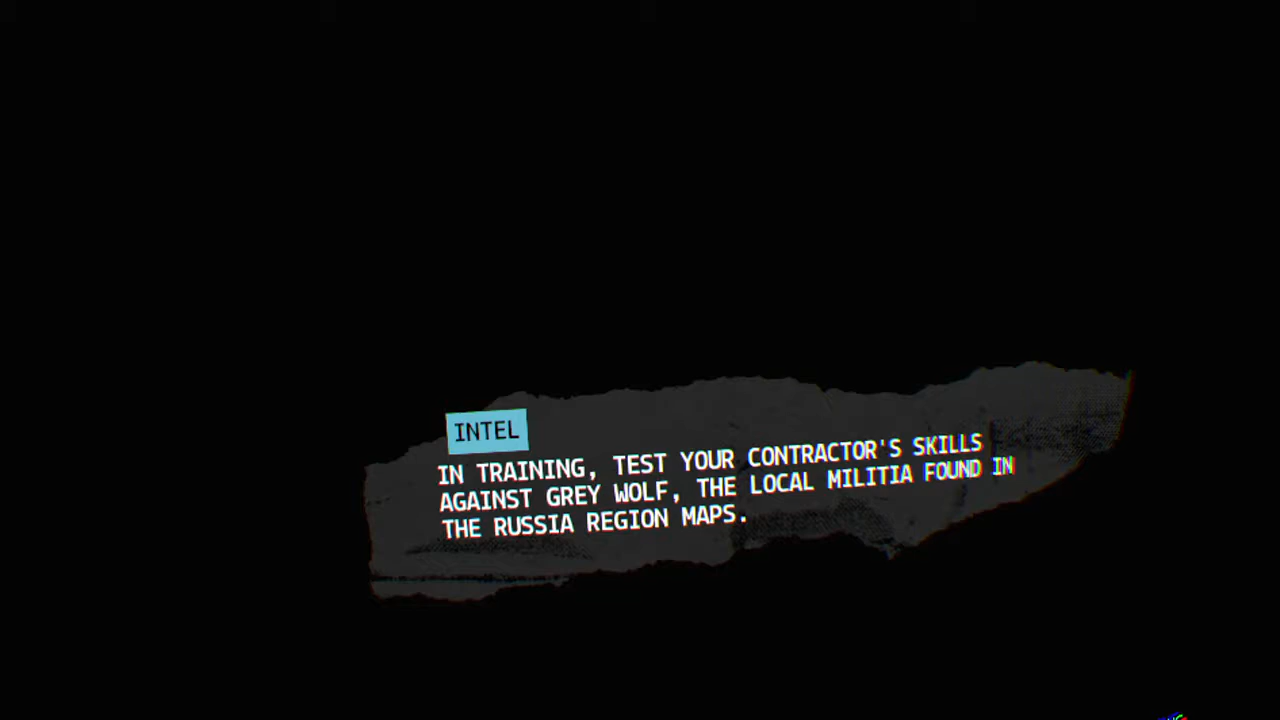 INTEL
IN TRAINING, TEST YOUR CONTRACTOR'S SKILLS
AGAINST GREY WOLF, THE LOCAL MILITIA FOUND IN
THE RUSSIA REGION MAPS.